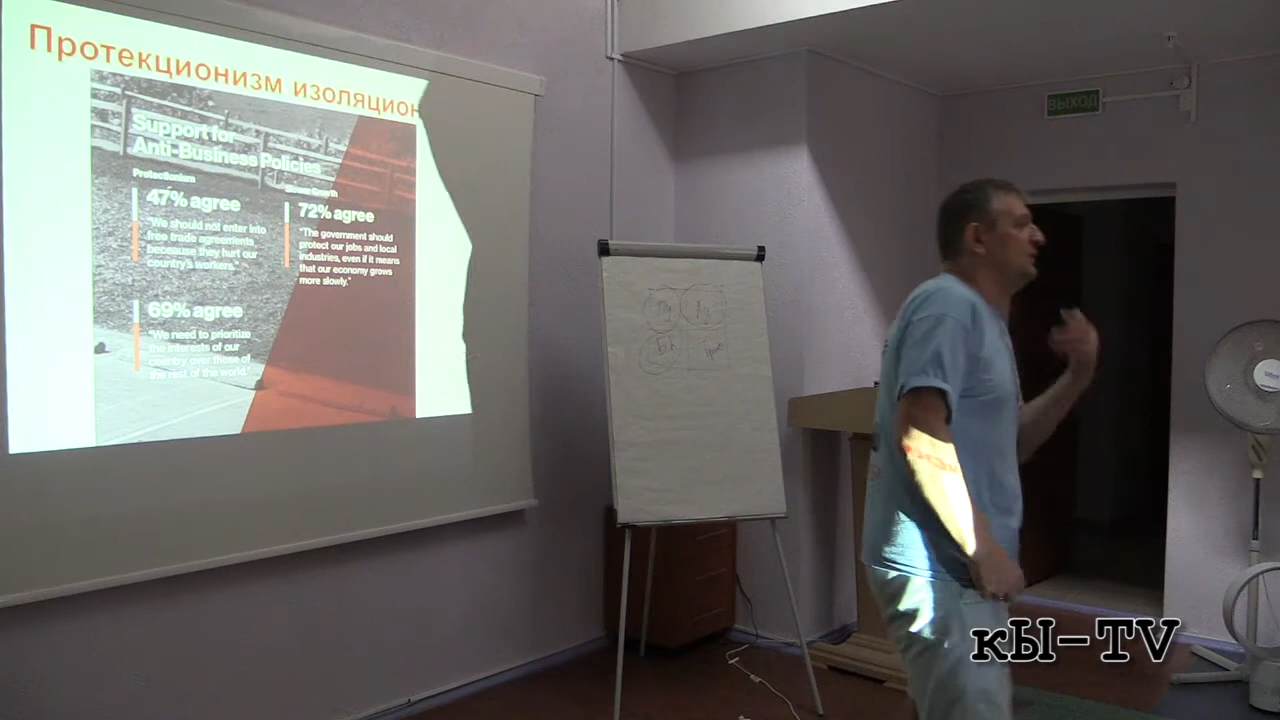 Протекционизм изоляцион
Support for
Anti-Business Policies
Protectionism
47% agree
"We should not enter into
free trade agreements
because they hurt our
country's workers."
Growth
72% agree
"The government should
protect our jobs and local
industries, even if it means
that our economy grows
more slowly."
69% agree
"We need to prioritize
the interests of our
country over those of
the rest of the world."
ВЫХОД
кЫ-TV